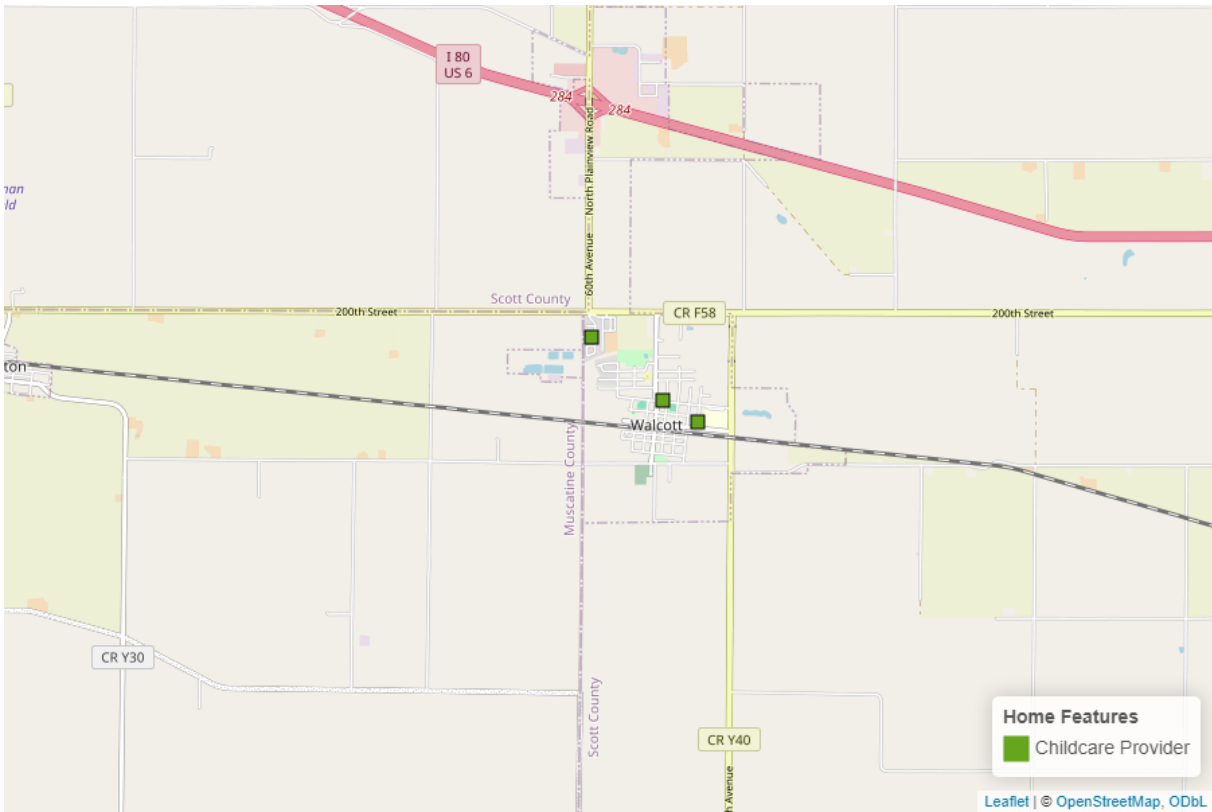 I 80
US 6
284
284
North Plainview Road
60th Avenue
Scott County
200th Street
CR F58
200th Street
ton
Walcott
Muscatine County
Scott County
CR Y30
CR Y40
Home Features
Childcare Provider
Leaflet | © OpenStreetMap, ODbL